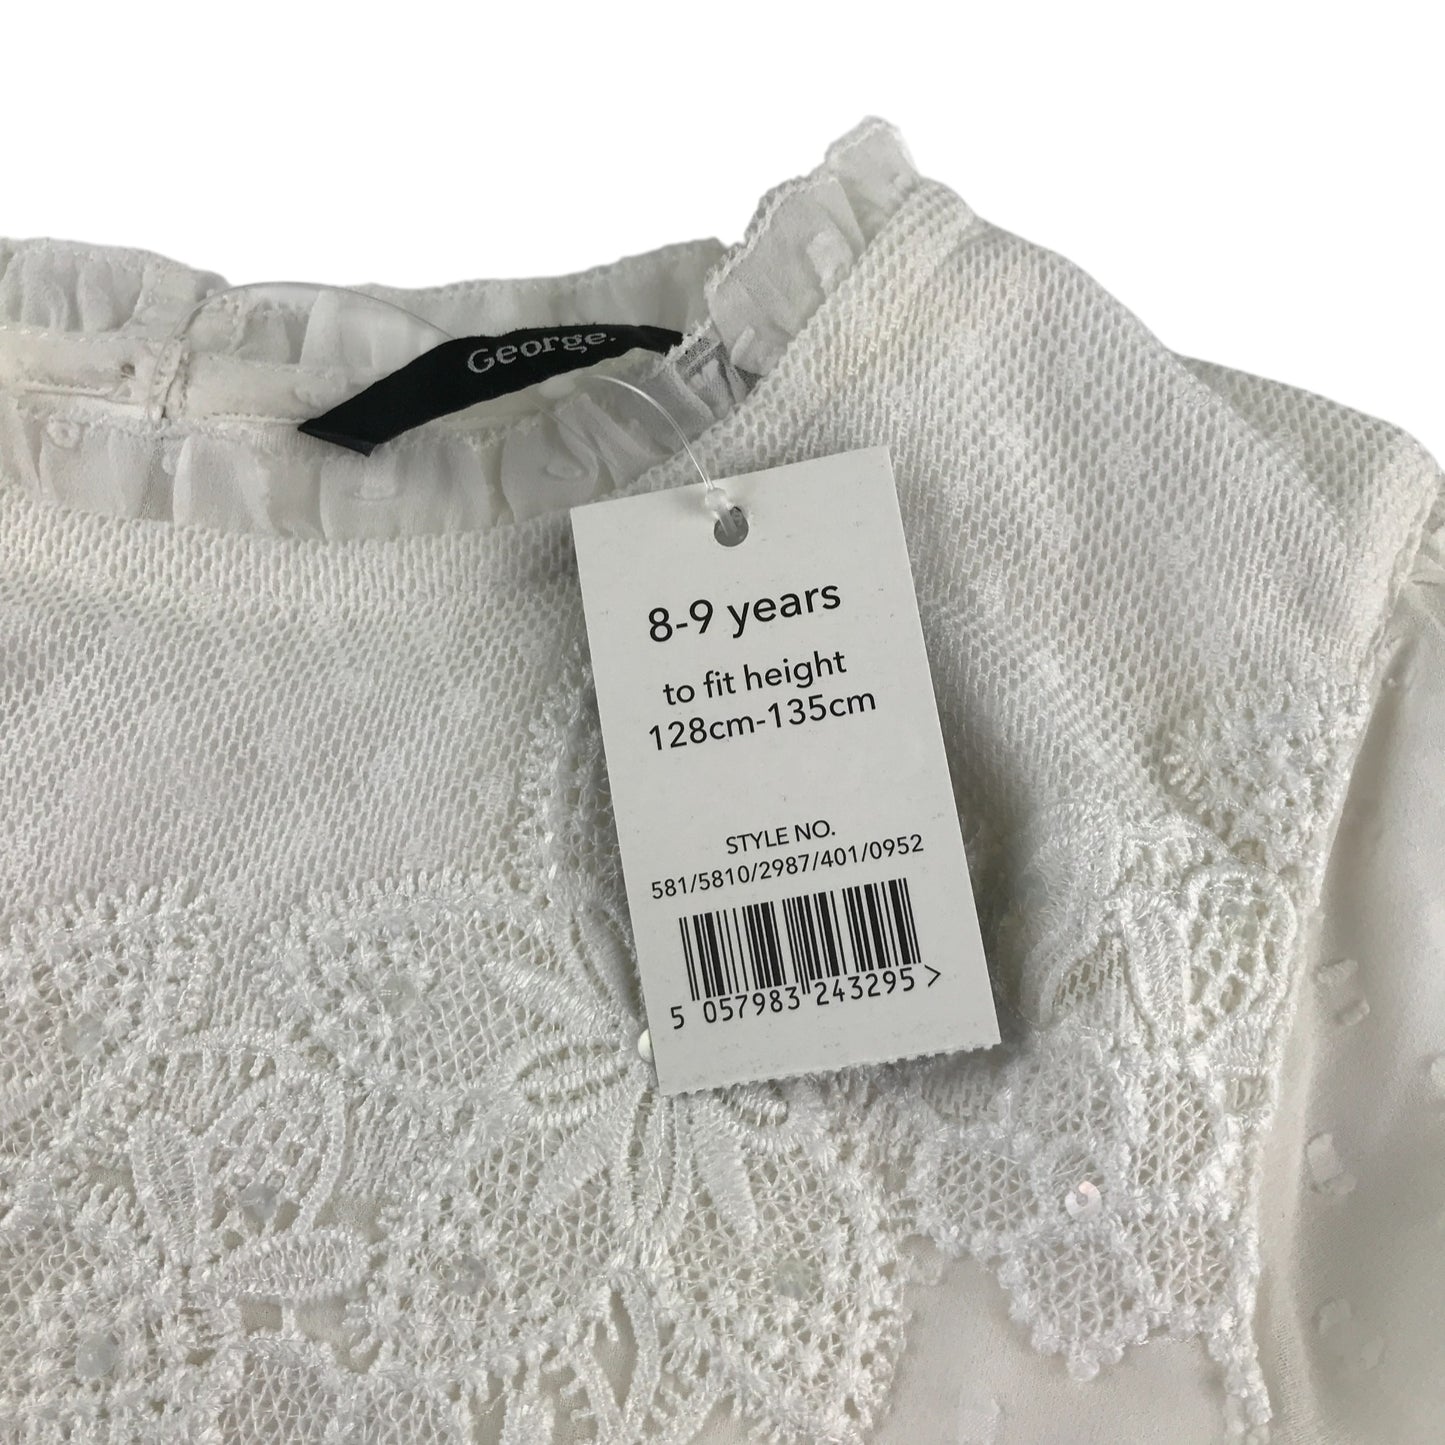 George.
8-9 years
to fit height
128cm-135cm
STYLE NO.
581/5810/2987/401/0952
5 057983 243295 >